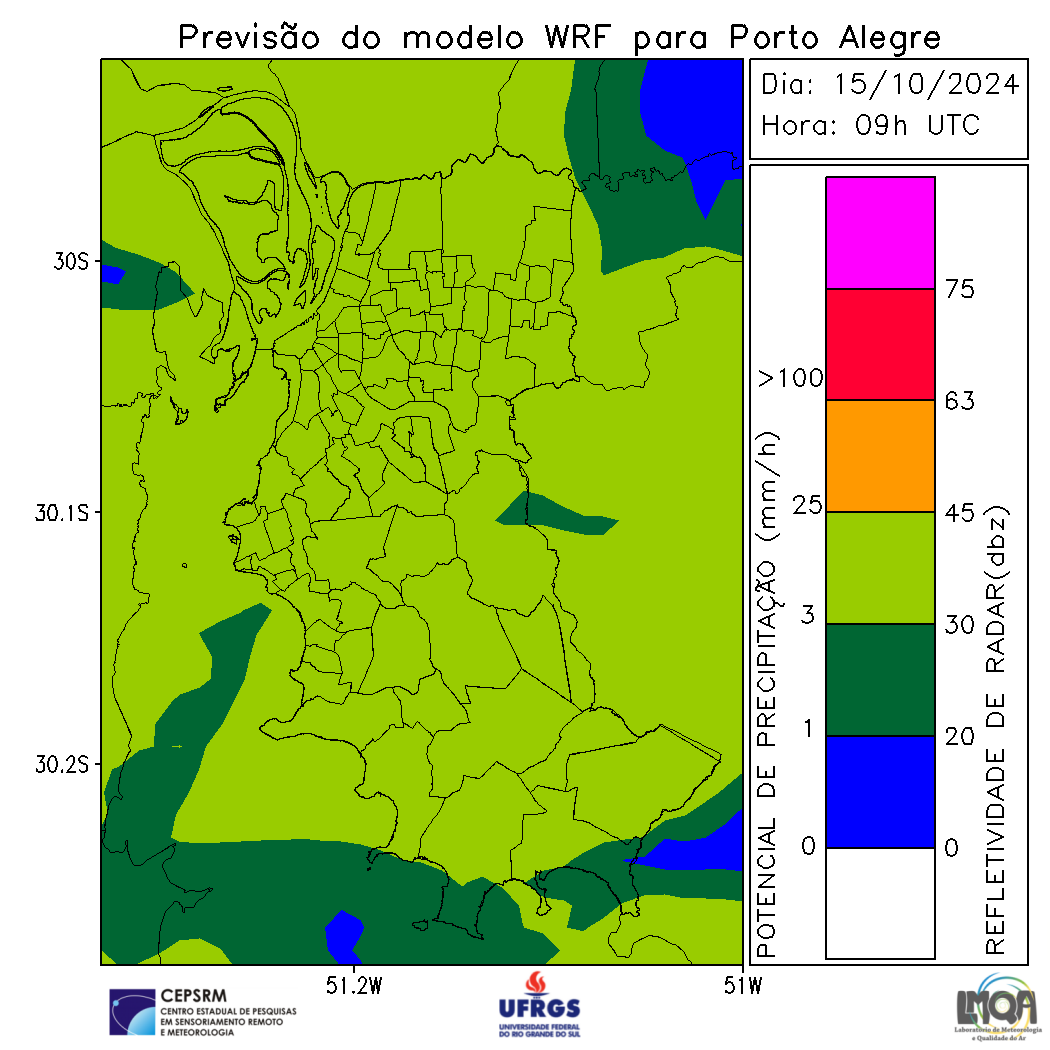 Previsão do modelo WRF para Porto Alegre
Dia: 15/10/2024
Hora: 09h UTC
30S
30.1S
30.2S
51.2W
51W
POTENCIAL DE PRECIPITAÇÃO (mm/h)
>100
25
3
1
0
75
63
45
30
20
0
REFLETIVIDADE DE RADAR(dbz)
CEPSRM
CENTRO ESTADUAL DE PESQUISAS
EM SENSORIAMENTO REMOTO
E METEOROLOGIA
UFRGS
UNIVERSIDADE FEDERAL
DO RIO GRANDE DO SUL
LMQA
Laboratório de Meteorologia
e Qualidade do Ar